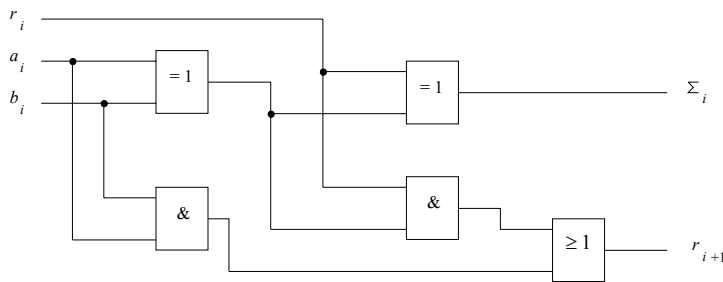 r i
a i
b i
= 1
= 1
Σ i
&
&
≥ 1
r i+1